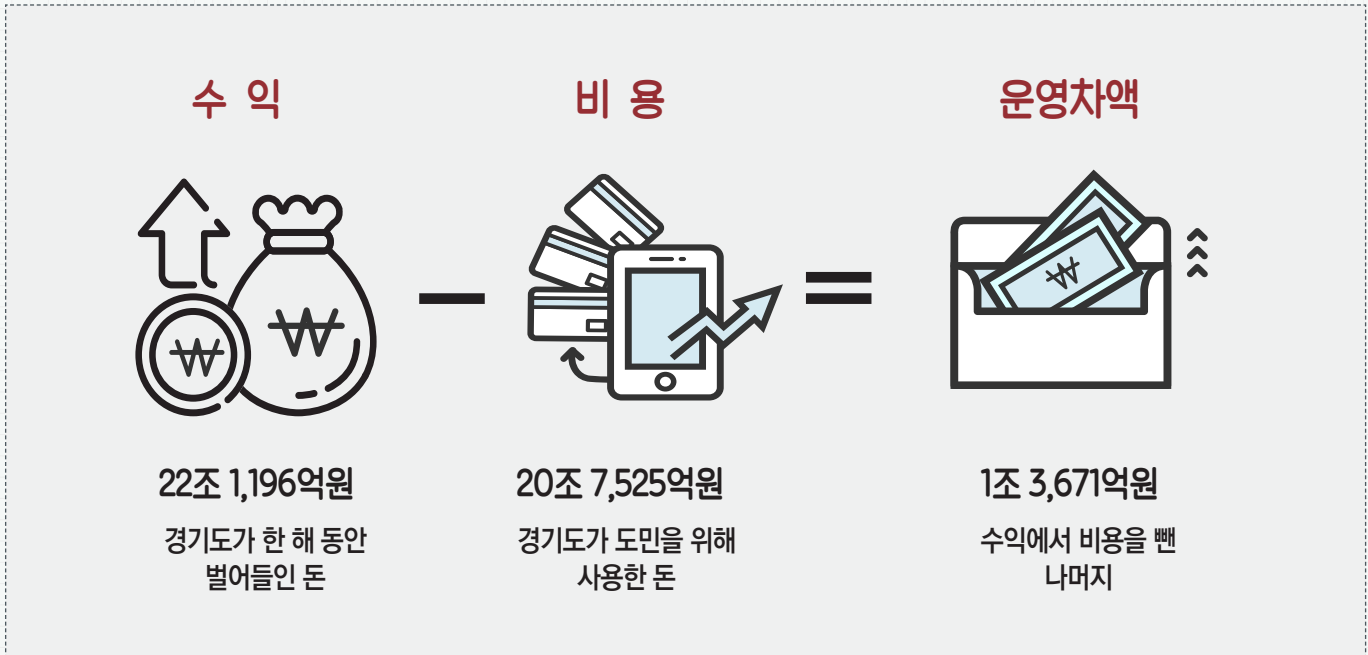 수 익
비 용
운영차액
₩
₩
₩
22조 1,196억원
20조 7,525억원
1조 3,671억원
경기도가 한 해 동안
벌어들인 돈
경기도가 도민을 위해
사용한 돈
수익에서 비용을 뺀
나머지